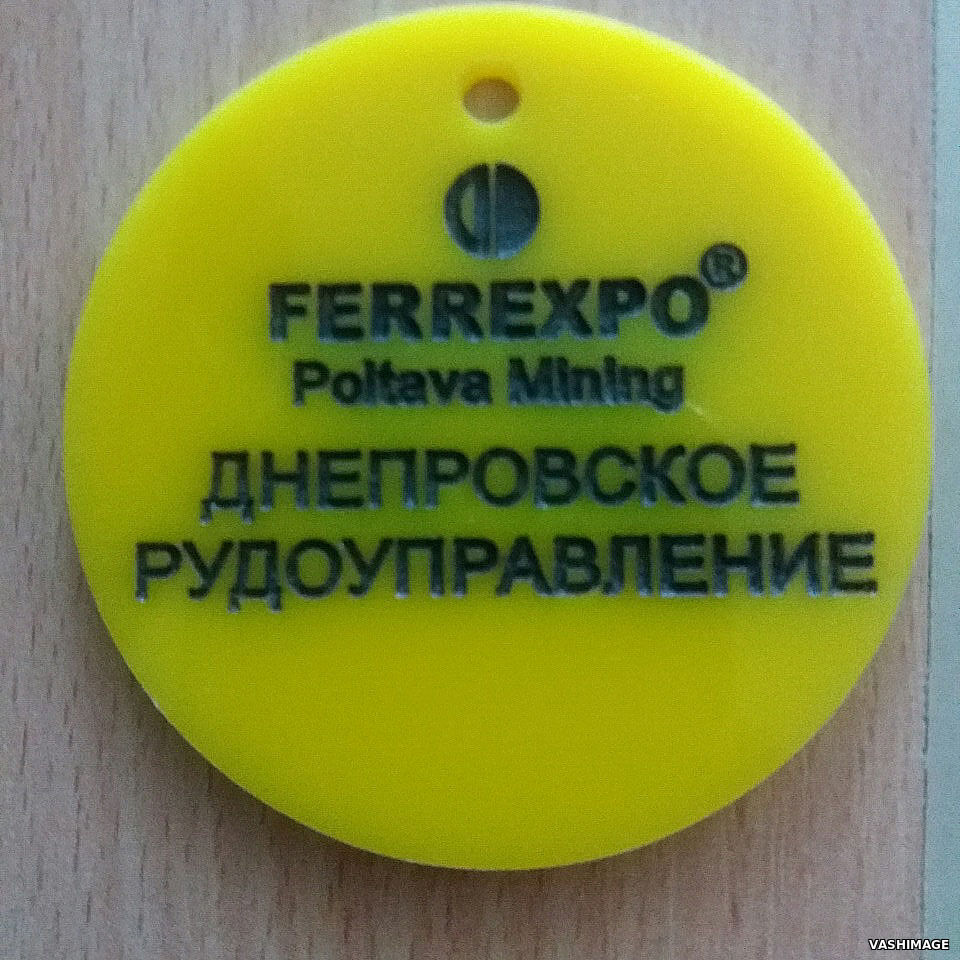 FERREXPO®
Poltava Mining
ДНЕПРОВСКОЕ
РУДОУПРАВЛЕНИЕ
VASHIMAGE